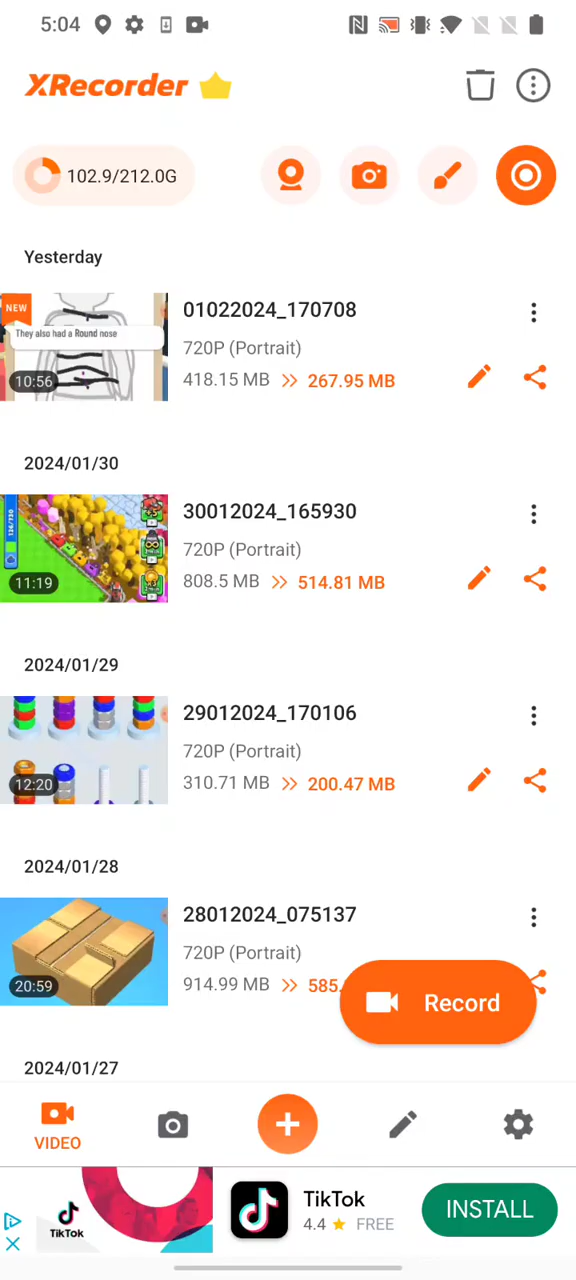 5:04
XRecorder
102.9/212.0G
Yesterday
NEW
They also had a Round nose
10:56
01022024_170708
720P (Portrait)
418.15 MB >> 267.95 MB
2024/01/30
11:19
30012024_165930
720P (Portrait)
808.5 MB >> 514.81 MB
2024/01/29
12:20
29012024_170106
720P (Portrait)
310.71 MB >> 200.47 MB
2024/01/28
20:59
28012024_075137
720P (Portrait)
914.99 MB >> 585.
Record
2024/01/27
VIDEO
TikTok
TikTok
4.4 ★ FREE
INSTALL